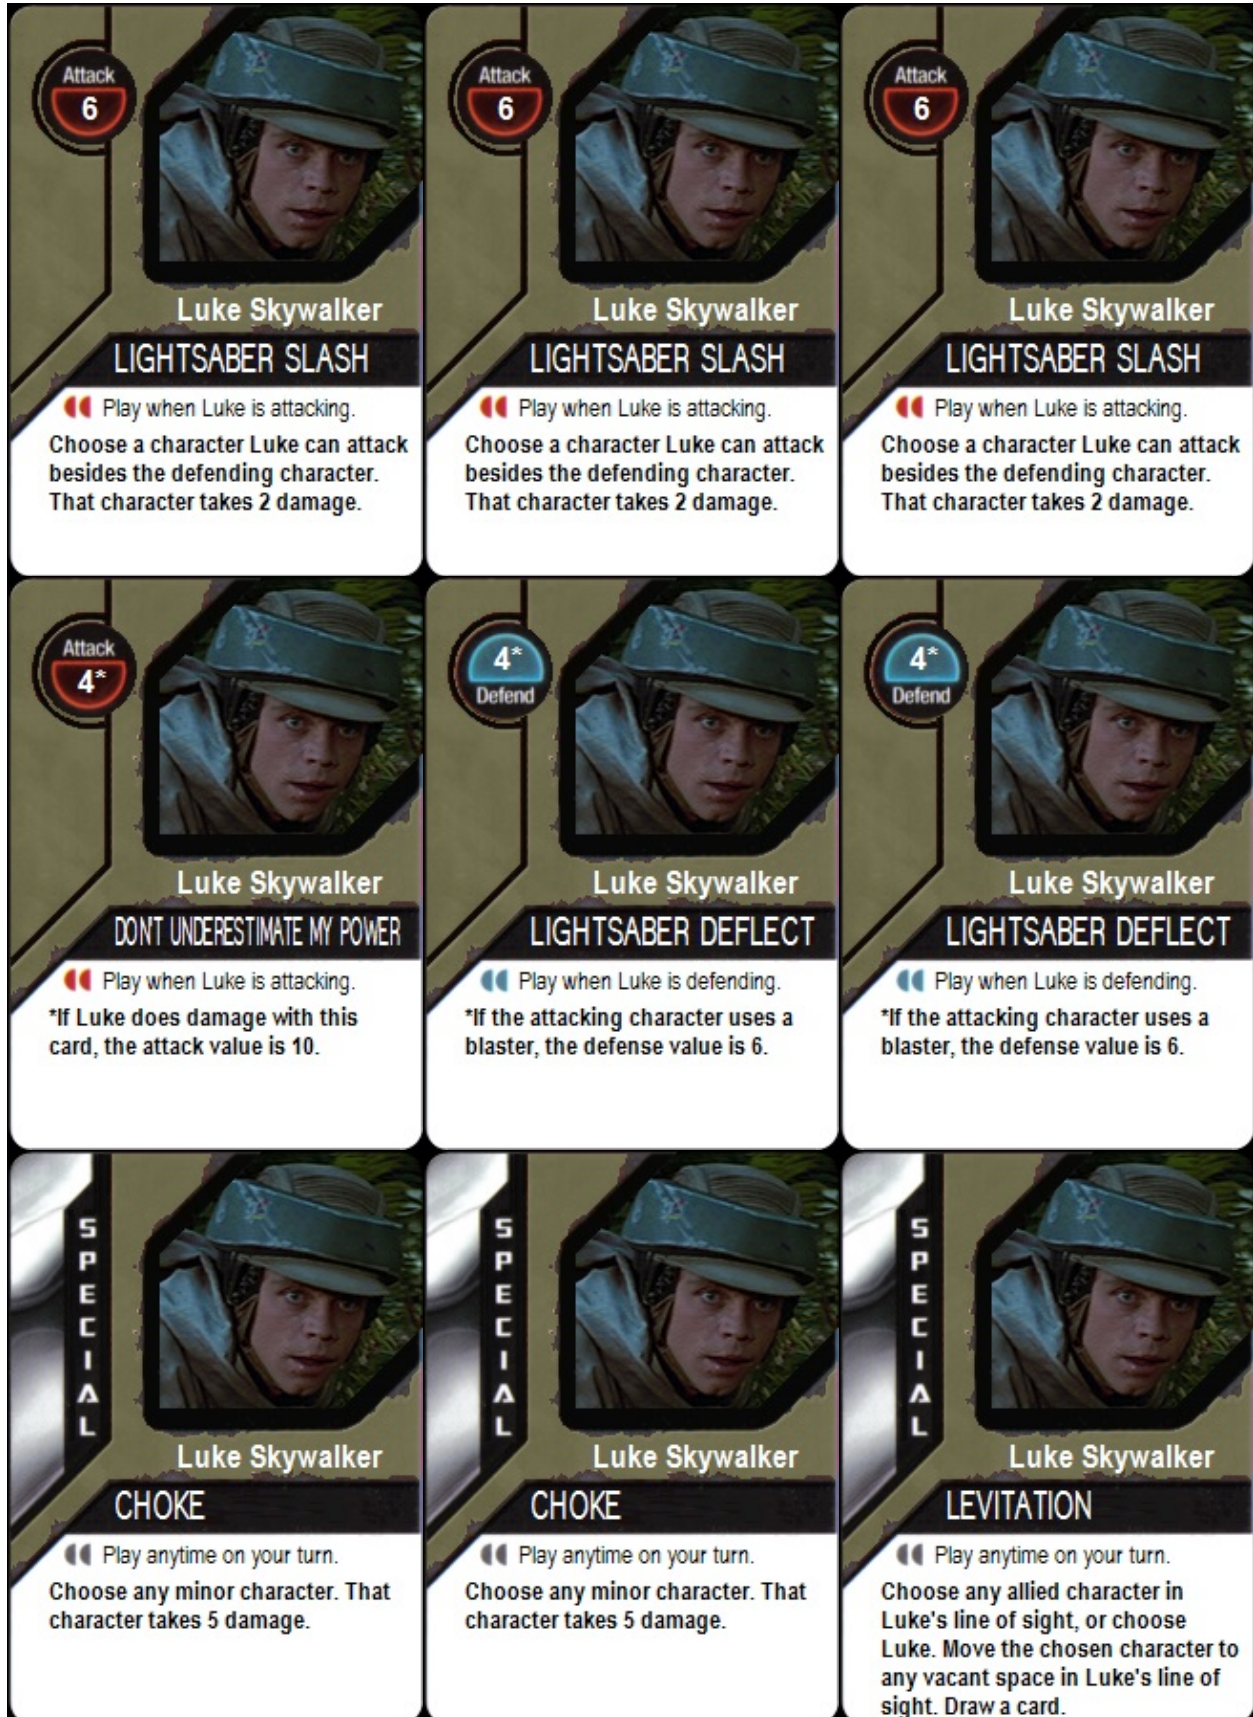 Attack
6
Luke Skywalker
LIGHTSABER SLASH
Play when Luke is attacking.
Choose a character Luke can attack
besides the defending character.
That character takes 2 damage.
Attack
6
Luke Skywalker
LIGHTSABER SLASH
Play when Luke is attacking.
Choose a character Luke can attack
besides the defending character.
That character takes 2 damage.
Attack
6
Luke Skywalker
LIGHTSABER SLASH
Play when Luke is attacking.
Choose a character Luke can attack
besides the defending character.
That character takes 2 damage.
Attack
4*
Luke Skywalker
DON'T UNDERESTIMATE MY POWER
Play when Luke is attacking.
*If Luke does damage with this
card, the attack value is 10.
4*
Defend
Luke Skywalker
LIGHTSABER DEFLECT
Play when Luke is defending.
*If the attacking character uses a
blaster, the defense value is 6.
4*
Defend
Luke Skywalker
LIGHTSABER DEFLECT
Play when Luke is defending.
*If the attacking character uses a
blaster, the defense value is 6.
SPECIAL
Luke Skywalker
CHOKE
Play anytime on your turn.
Choose any minor character. That
character takes 5 damage.
SPECIAL
Luke Skywalker
CHOKE
Play anytime on your turn.
Choose any minor character. That
character takes 5 damage.
SPECIAL
Luke Skywalker
LEVITATION
Play anytime on your turn.
Choose any allied character in
Luke's line of sight, or choose
Luke. Move the chosen character to
any vacant space in Luke's line of
sight. Draw a card.